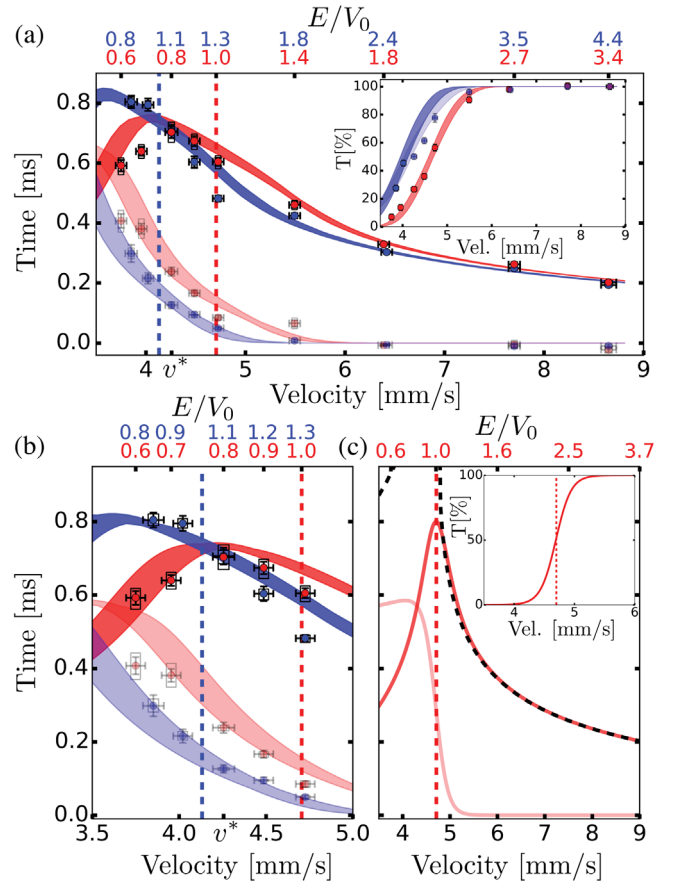 (a)
E/V₀
0.8 1.1 1.3 1.8 2.4 3.5 4.4
0.6 0.8 1.0 1.4 1.8 2.7 3.4
Time [ms]
0.8
0.6
0.4
0.2
0.0
4 v* 5 6 7 8 9
Velocity [mm/s]
T[%]
100
80
60
40
20
0
4 5 6 7 8 9
Vel. [mm/s]
(b)
E/V₀
0.8 0.9 1.1 1.2 1.3
0.6 0.7 0.8 0.9 1.0
Time [ms]
0.8
0.6
0.4
0.2
0.0
3.5 4.0 v* 4.5 5.0
Velocity [mm/s]
(c)
E/V₀
0.6 1.0 1.6 2.5 3.7
4 5 6 7 8 9
Velocity [mm/s]
T[%]
100
50
0
4 5 6
Vel. [mm/s]